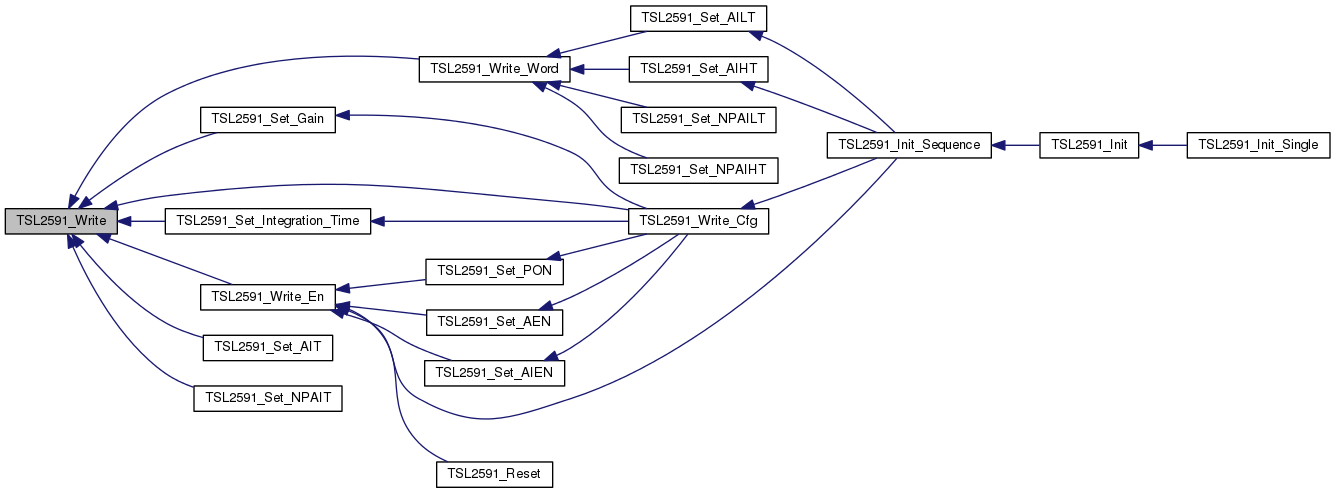 TSL2591_Set_AILT
TSL2591_Write_Word
TSL2591_Set_AIHT
TSL2591_Set_Gain
TSL2591_Set_NPAILT
TSL2591_Init_Sequence
TSL2591_Init
TSL2591_Init_Single
TSL2591_Set_NPAIHT
TSL2591_Write
TSL2591_Set_Integration_Time
TSL2591_Write_Cfg
TSL2591_Set_PON
TSL2591_Write_En
TSL2591_Set_AEN
TSL2591_Set_AIT
TSL2591_Set_AIEN
TSL2591_Set_NPAIT
TSL2591_Reset